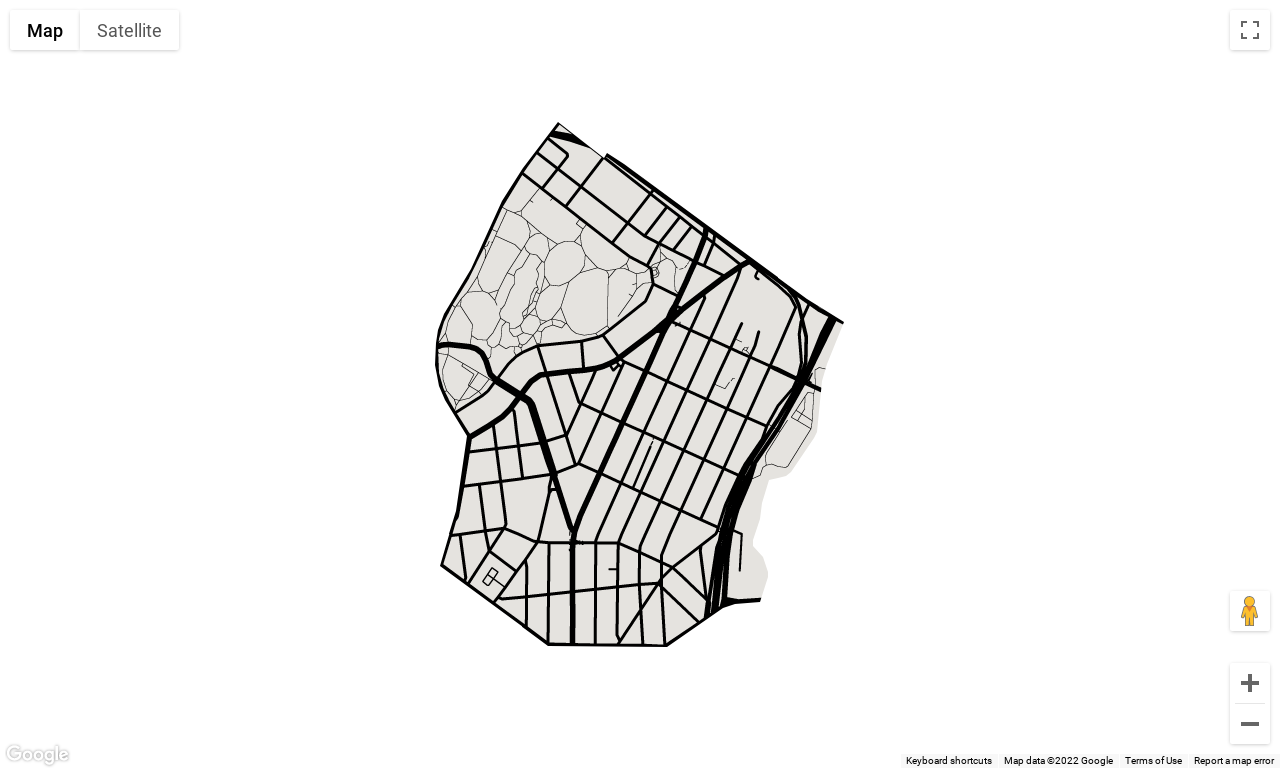 Map Satellite
Google
Keyboard shortcuts Map data ©2022 Google Terms of Use Report a map error